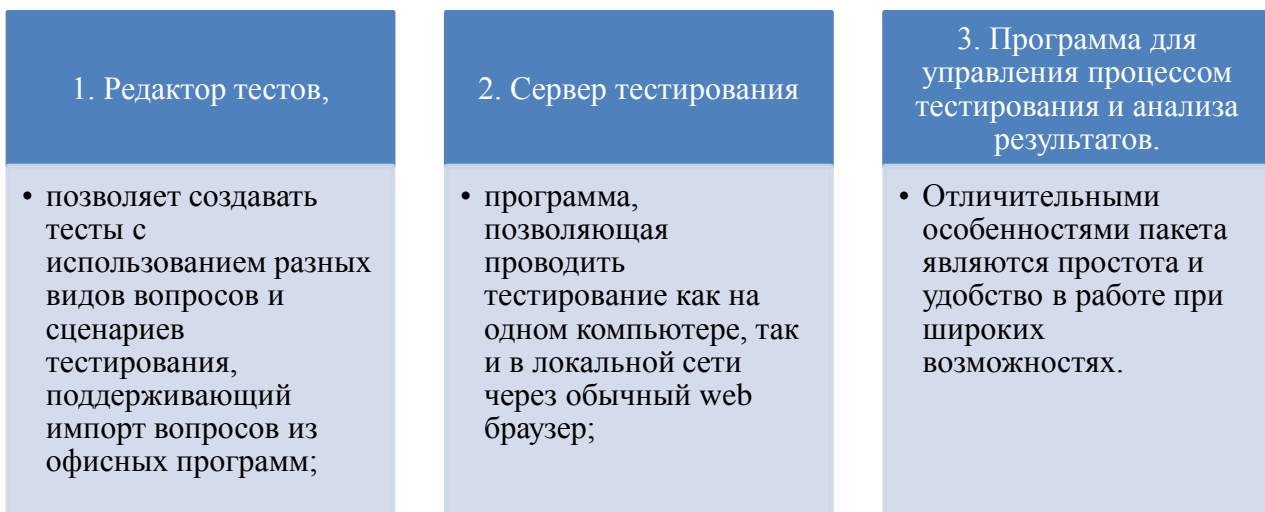 1. Редактор тестов,
• позволяет создавать
тесты с
использованием разных
видов вопросов и
сценариев
тестирования,
поддерживающий
импорт вопросов из
офисных программ;
2. Сервер тестирования
• программа,
позволяющая
проводить
тестирование как на
одном компьютере, так
и в локальной сети
через обычный web
браузер;
3. Программа для
управления процессом
тестирования и анализа
результатов.
• Отличительными
особенностями пакета
являются простота и
удобство в работе при
широких
возможностях.